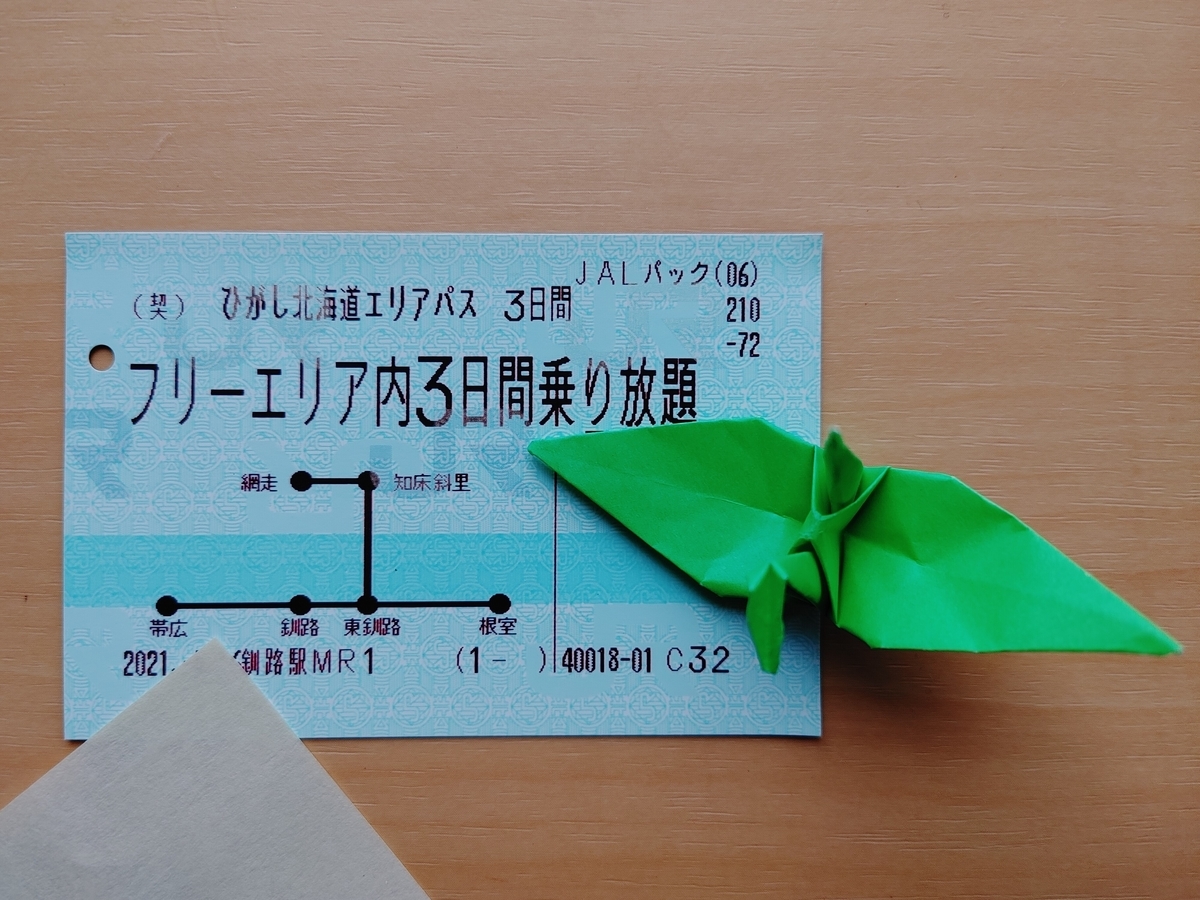 JALパック(06)
(契) ひがし北海道エリアパス 3日間
210
-72
フリーエリア内3日間乗り放題
網走 知床斜里
帯広 釧路 東釧路 根室
2021. 釧路駅MR1 (1- ) 40018-01 C32